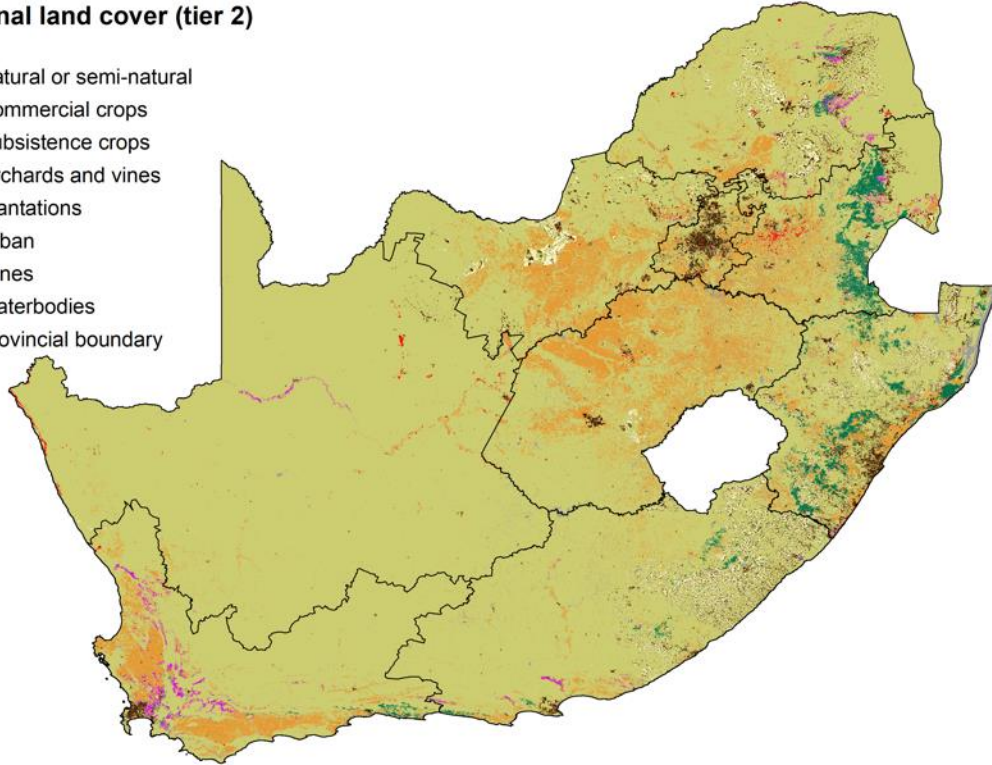 nal land cover (tier 2)
atural or semi-natural
ommercial crops
ubsistence crops
rchards and vines
antations
ban
nes
aterbodies
ovincial boundary